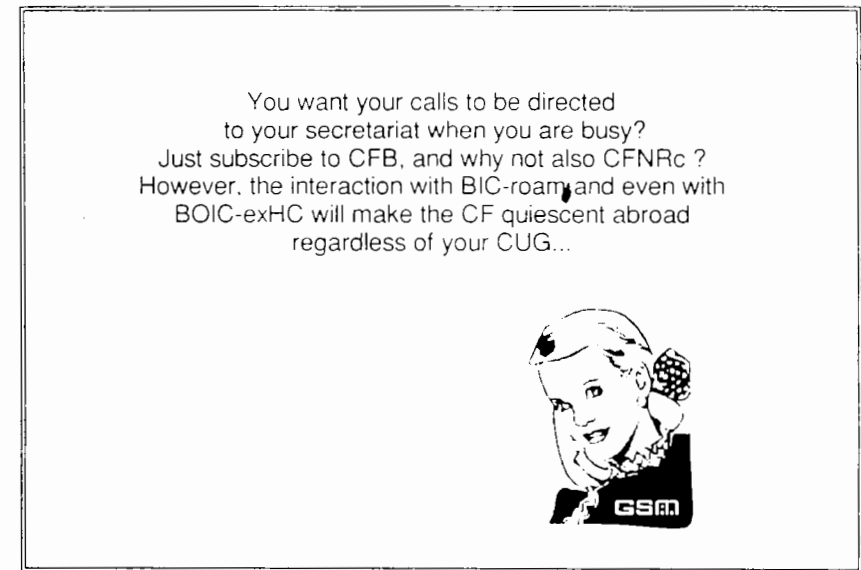 You want your calls to be directed
to your secretariat when you are busy?
Just subscribe to CFB, and why not also CFNRc ?
However, the interaction with BIC-roam and even with
BOIC-exHC will make the CF quiescent abroad
regardless of your CUG...
GSM